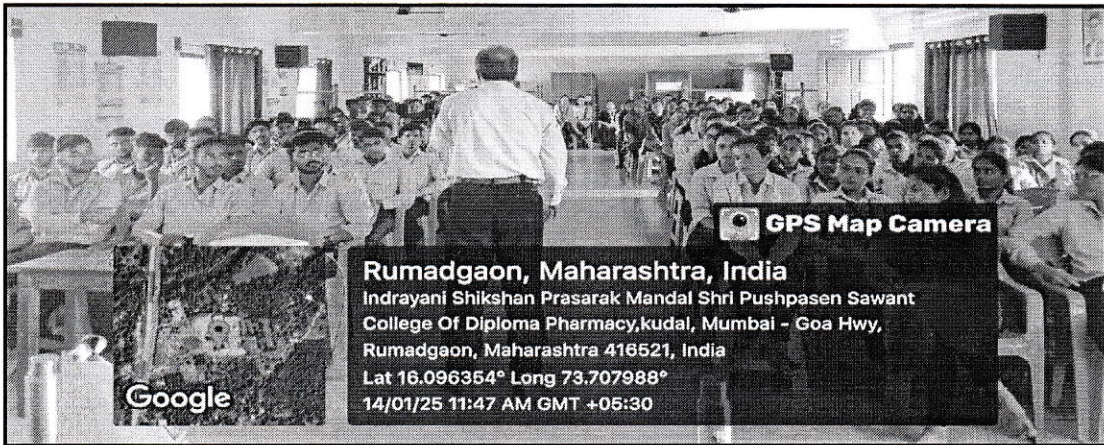 GPS Map Camera
Rumadgaon, Maharashtra, India
Indrayani Shikshan Prasarak Mandal Shri Pushpasen Sawant
College Of Diploma Pharmacy,kudal, Mumbai - Goa Hwy,
Rumadgaon, Maharashtra 416521, India
Lat 16.096354° Long 73.707988°
14/01/25 11:47 AM GMT +05:30
Google